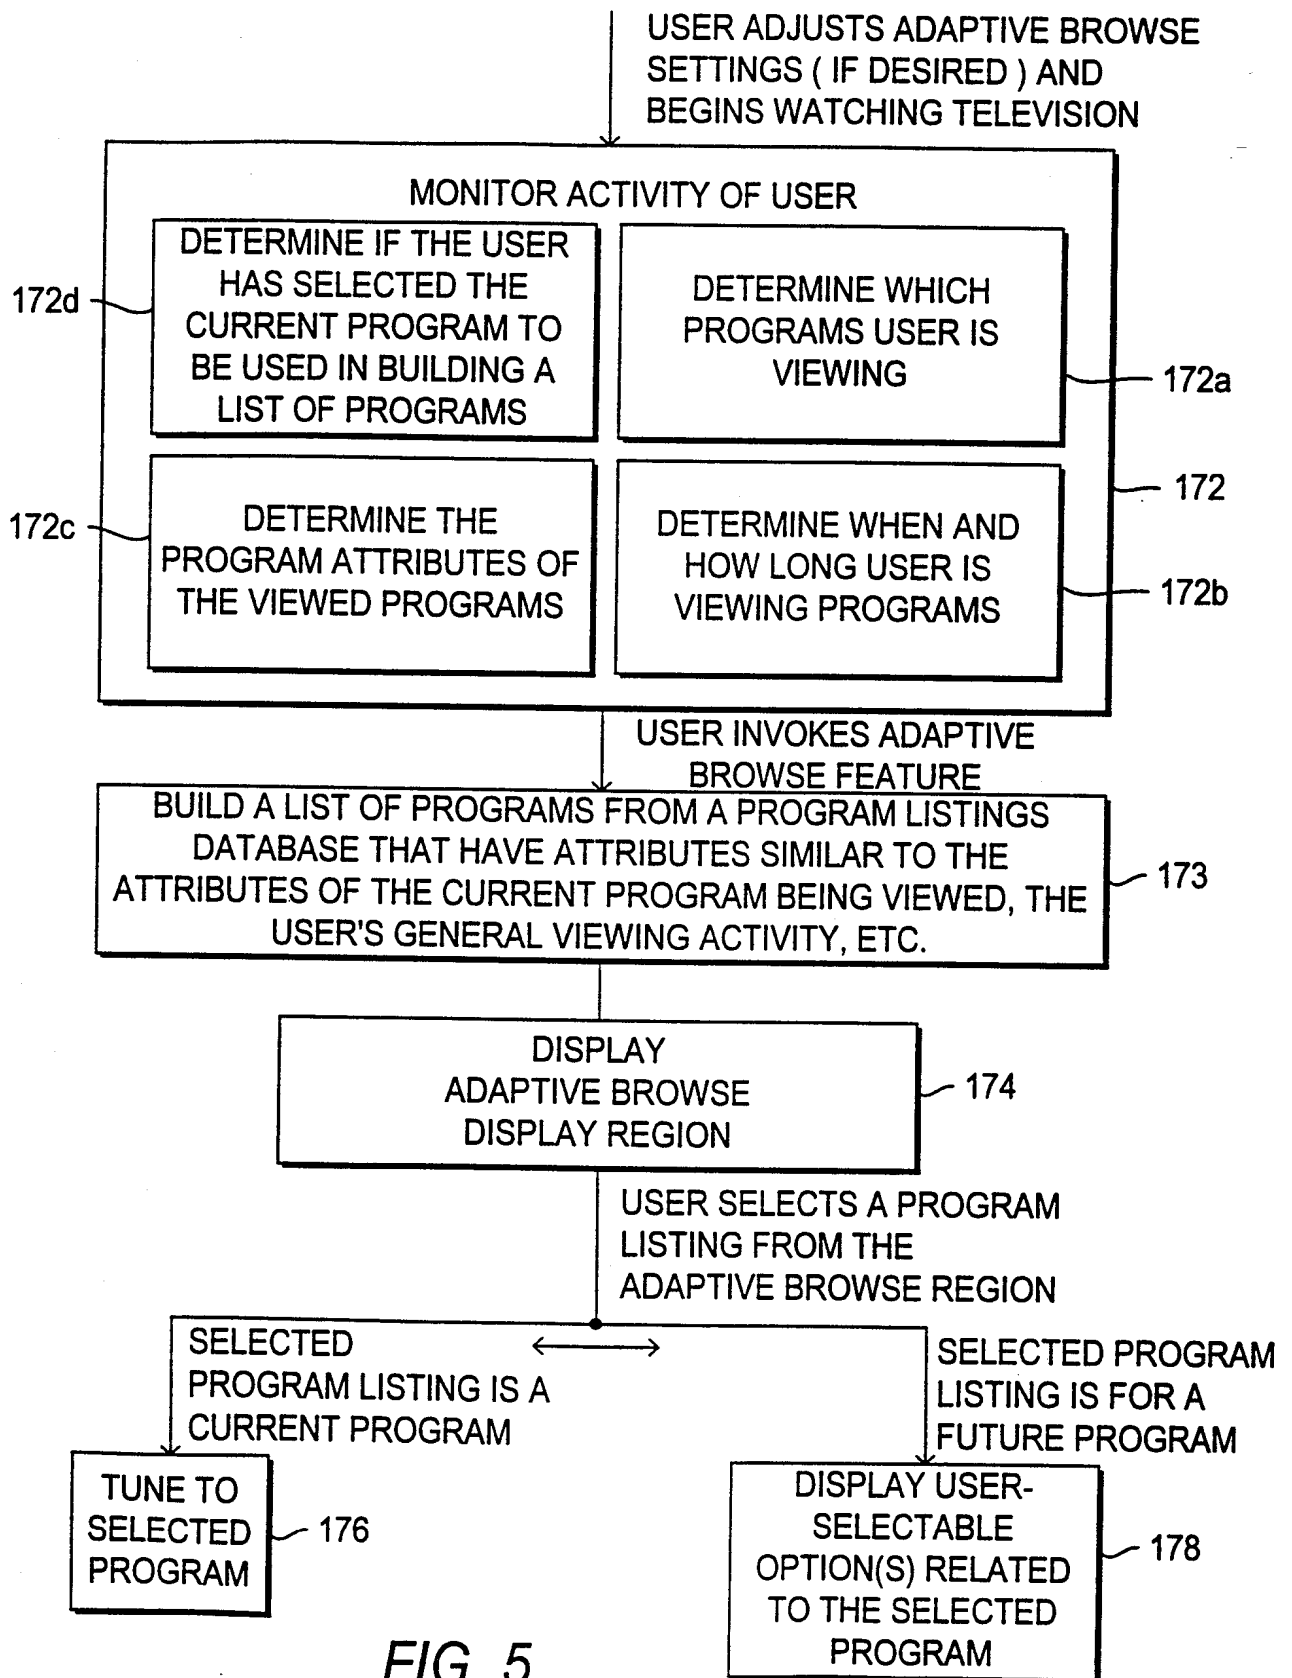 USER ADJUSTS ADAPTIVE BROWSE
SETTINGS ( IF DESIRED ) AND
BEGINS WATCHING TELEVISION
MONITOR ACTIVITY OF USER
172d
DETERMINE IF THE USER
HAS SELECTED THE
CURRENT PROGRAM TO
BE USED IN BUILDING A
LIST OF PROGRAMS
DETERMINE WHICH
PROGRAMS USER IS
VIEWING
172a
172
172c
DETERMINE THE
PROGRAM ATTRIBUTES OF
THE VIEWED PROGRAMS
DETERMINE WHEN AND
HOW LONG USER IS
VIEWING PROGRAMS
172b
USER INVOKES ADAPTIVE
BROWSE FEATURE
BUILD A LIST OF PROGRAMS FROM A PROGRAM LISTINGS
DATABASE THAT HAVE ATTRIBUTES SIMILAR TO THE
ATTRIBUTES OF THE CURRENT PROGRAM BEING VIEWED, THE
USER'S GENERAL VIEWING ACTIVITY, ETC.
173
DISPLAY
ADAPTIVE BROWSE
DISPLAY REGION
174
USER SELECTS A PROGRAM
LISTING FROM THE
ADAPTIVE BROWSE REGION
SELECTED
PROGRAM LISTING IS A
CURRENT PROGRAM
SELECTED PROGRAM
LISTING IS FOR A
FUTURE PROGRAM
TUNE TO
SELECTED
PROGRAM
176
DISPLAY USER-
SELECTABLE
OPTION(S) RELATED
TO THE SELECTED
PROGRAM
178
FIG. 5